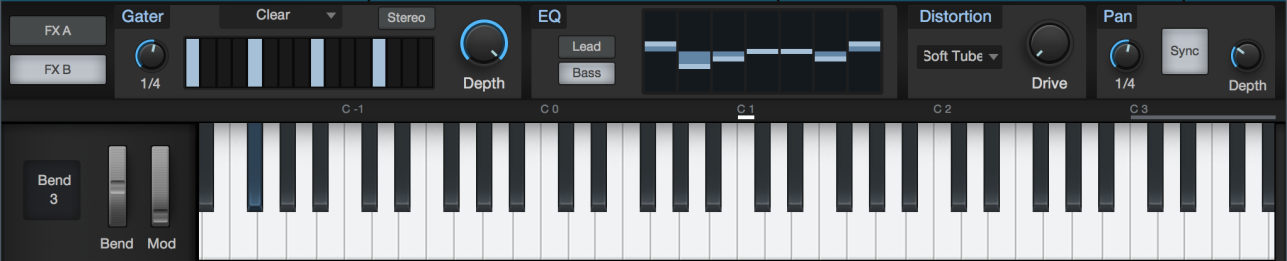 FX A
FX B
Gater
Clear
Stereo
1/4
Depth
EQ
Lead
Bass
Distortion
Soft Tube
Drive
Pan
Sync
1/4
Depth
C -1
C 0
C 1
C 2
C 3
Bend
3
Bend
Mod